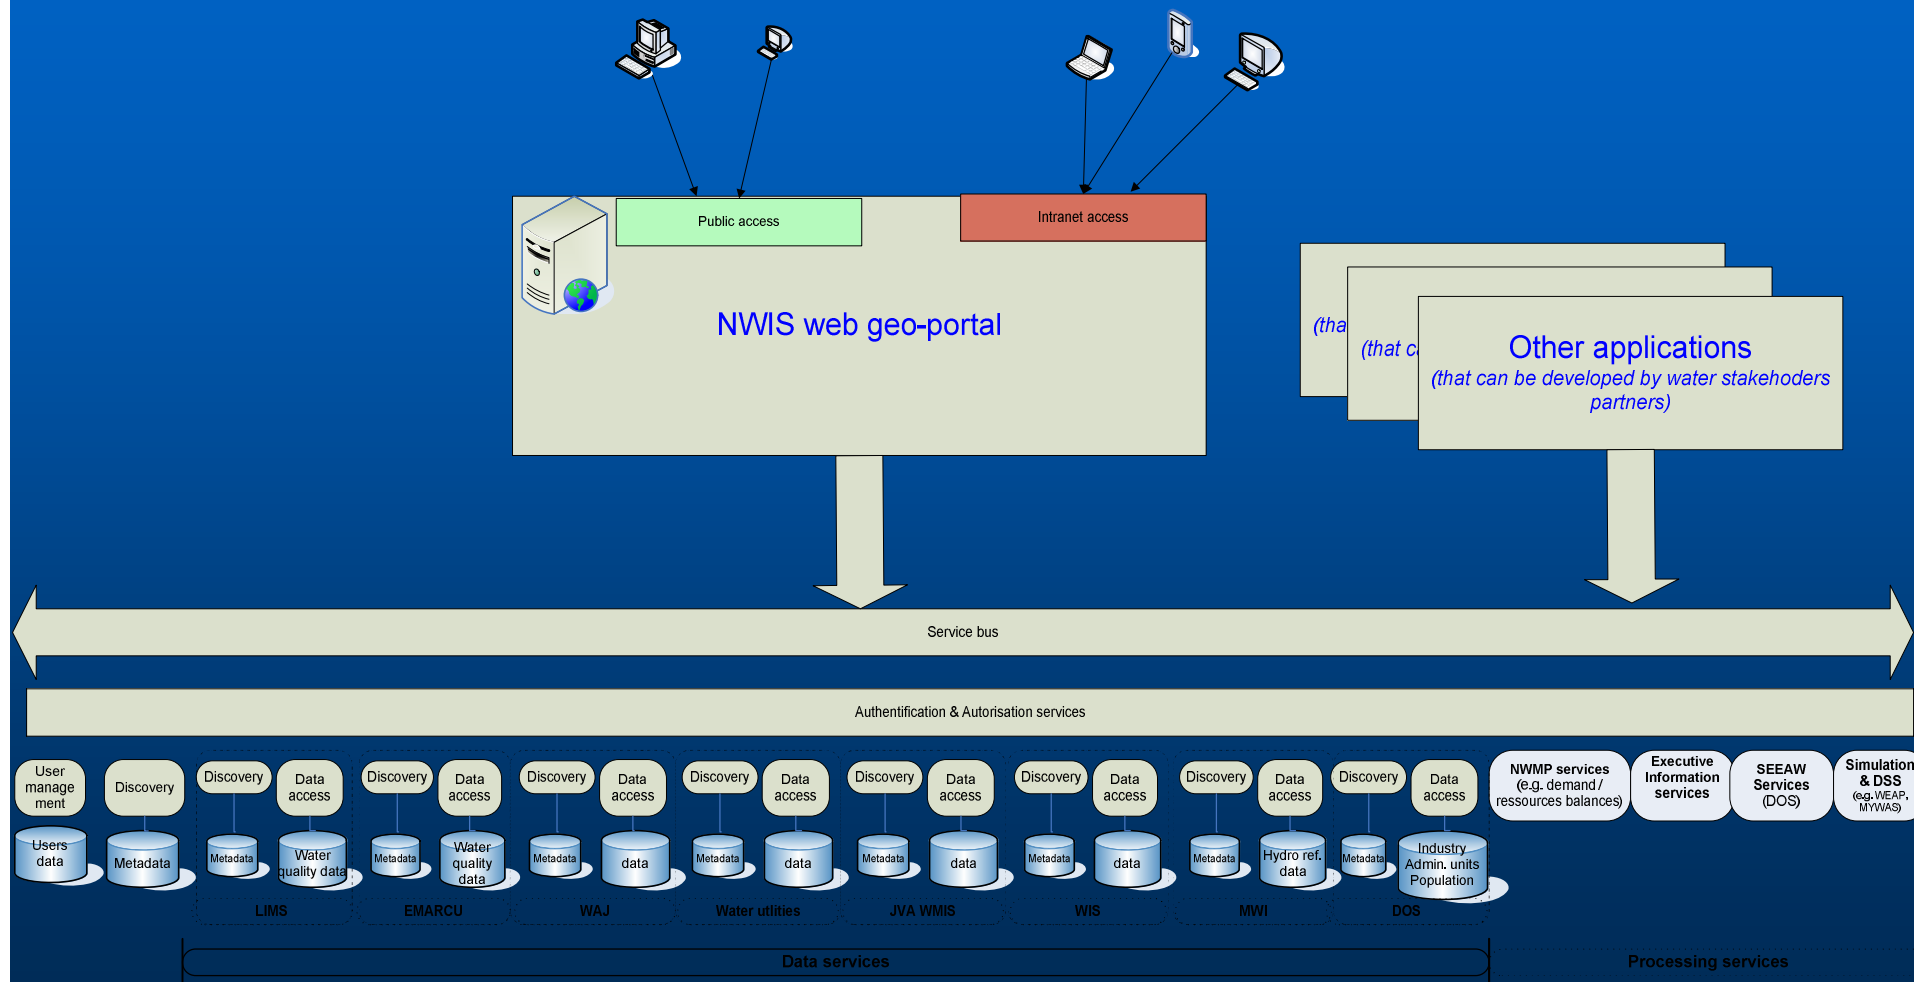 Public access
Intranet access
NWIS web geo-portal
(tha
(that c
Other applications
(that can be developed by water stakehoders
partners)
Service bus
Authentification & Autorisation services
User
manage
ment
Users
data
Discovery
Metadata
Discovery
Metadata
Data
access
Water
quality data
LIMS
Discovery
Metadata
Data
access
Water
quality
data
EMARCU
Discovery
Metadata
Data
access
data
WAJ
Discovery
Metadata
Data
access
data
Water utlities
Discovery
Metadata
Data
access
data
JVA WMIS
Discovery
Metadata
Data
access
data
WIS
Discovery
Metadata
Data
access
Hydro ref.
data
MWI
Discovery
Metadata
Data
access
Industry
Admin. units
Population
DOS
NWMP services
(e.g. demand /
ressources balances)
Executive
Information
services
SEEAW
Services
(DOS)
Simulation
& DSS
(e.g. WEAP,
MYWAS)
Data services
Processing services